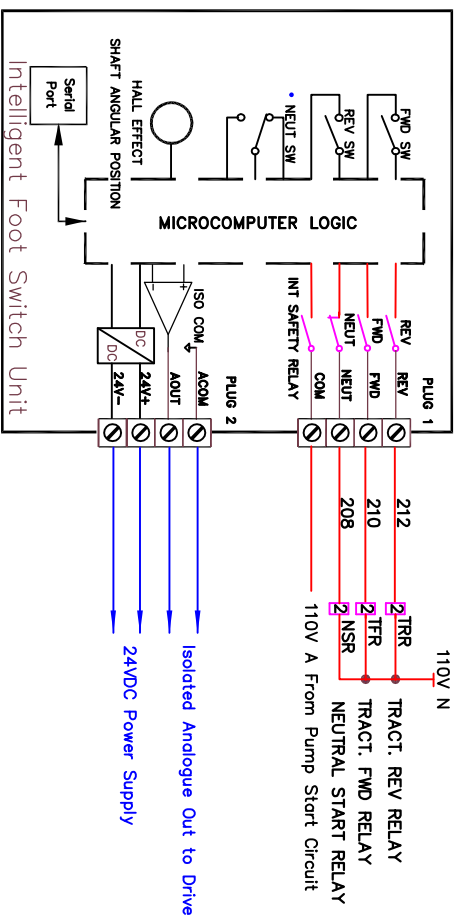 Intelligent Foot Switch Unit
Serial
Port
HALL EFFECT
SHAFT ANGULAR POSITION
NEUT SW
REV SW
FWD SW
MICROCOMPUTER LOGIC
DC
DC
ISO COM
INT SAFETY RELAY
NEUT
FWD
REV
24V-
24V+
AOUT
ACOM
PLUG 2
COM
NEUT
FWD
REV
PLUG 1
208
210
212
2
NSR
2
TFR
2
TRR
110V N
24VDC Power Supply
Isolated Analogue Out to Drive
110V A From Pump Start Circuit
NEUTRAL START RELAY
TRACT. FWD RELAY
TRACT. REV RELAY